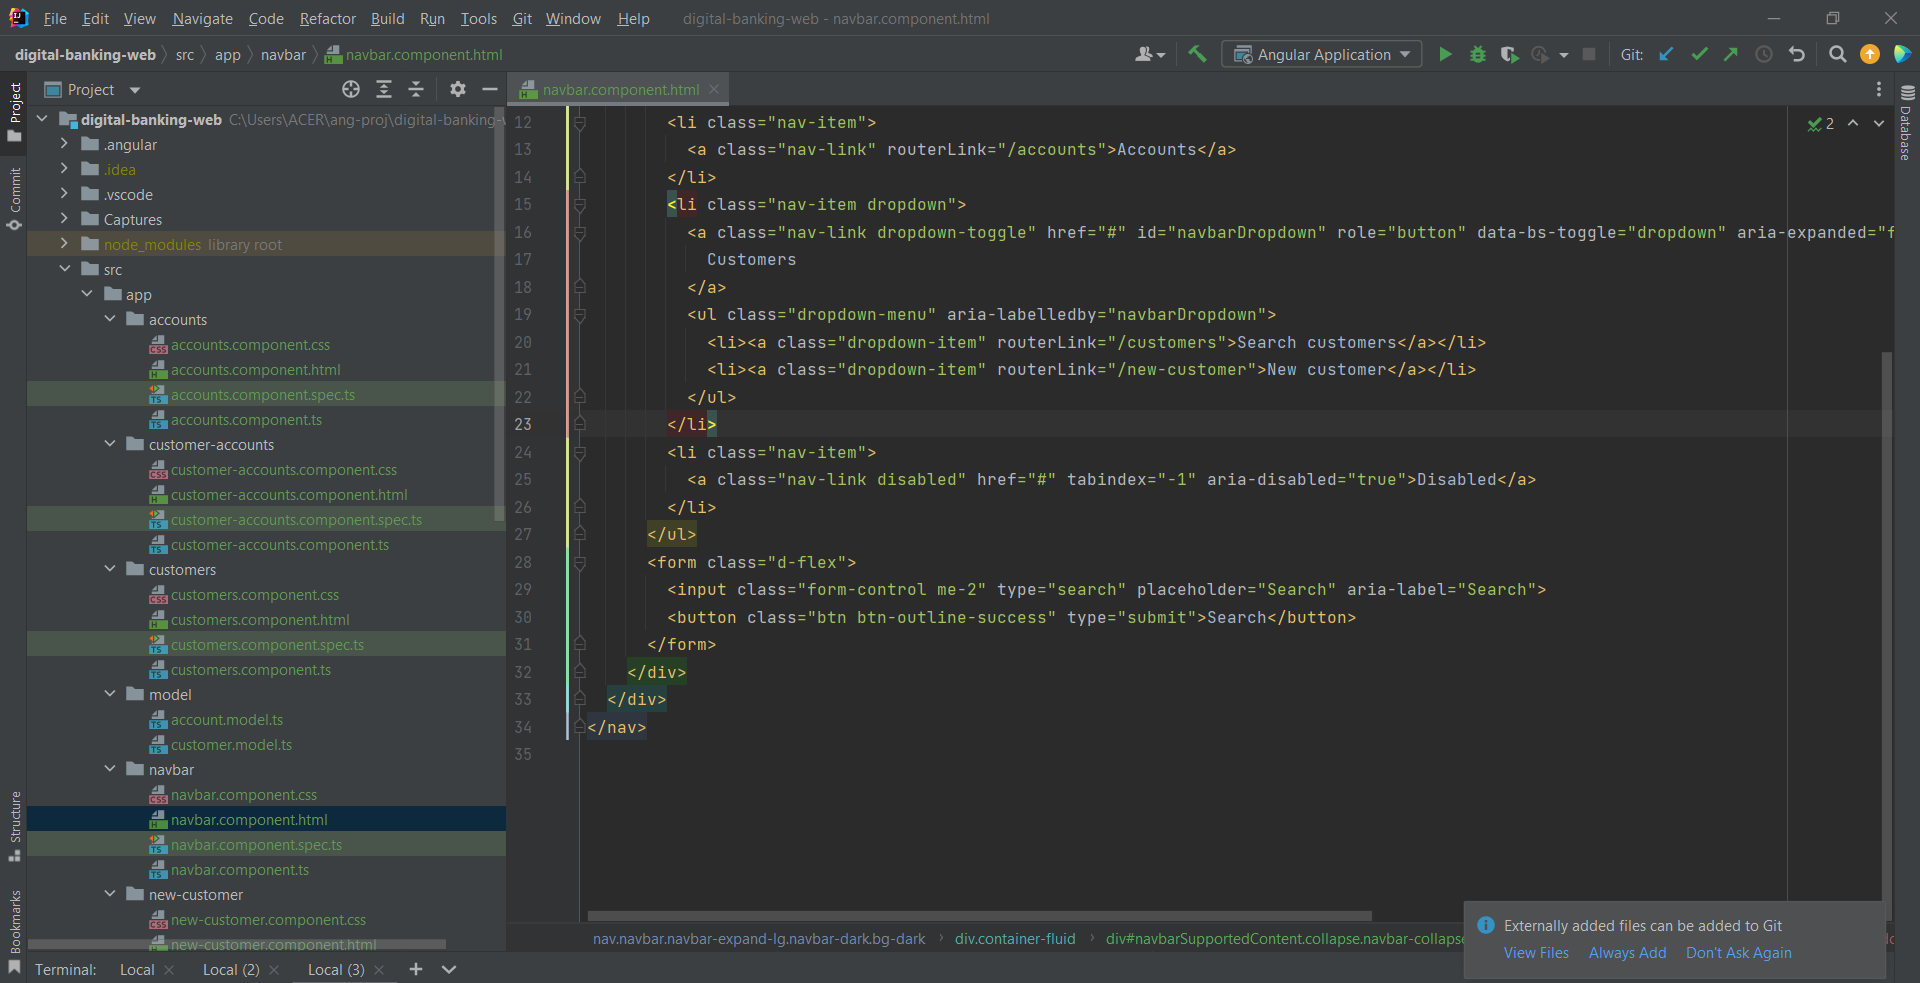 File Edit View Navigate Code Refactor Build Run Tools Git Window Help digital-banking-web - navbar.component.html
digital-banking-web src app navbar navbar.component.html Angular Application Git:
Project
navbar.component.html
Project
Commit
Structure
Bookmarks
Database
digital-banking-web C:\Users\ACER\ang-proj\digital-banking-
.angular
.idea
.vscode
Captures
node_modules library root
src
app
accounts
accounts.component.css
accounts.component.html
accounts.component.spec.ts
accounts.component.ts
customer-accounts
customer-accounts.component.css
customer-accounts.component.html
customer-accounts.component.spec.ts
customer-accounts.component.ts
customers
customers.component.css
customers.component.html
customers.component.spec.ts
customers.component.ts
model
account.model.ts
customer.model.ts
navbar
navbar.component.css
navbar.component.html
navbar.component.spec.ts
navbar.component.ts
new-customer
new-customer.component.css
new-customer.component.html
2
12 <li class="nav-item">
13 <a class="nav-link" routerLink="/accounts">Accounts</a>
14 </li>
15 <li class="nav-item dropdown">
16 <a class="nav-link dropdown-toggle" href="#" id="navbarDropdown" role="button" data-bs-toggle="dropdown" aria-expanded="f
17 Customers
18 </a>
19 <ul class="dropdown-menu" aria-labelledby="navbarDropdown">
20 <li><a class="dropdown-item" routerLink="/customers">Search customers</a></li>
21 <li><a class="dropdown-item" routerLink="/new-customer">New customer</a></li>
22 </ul>
23 </li>
24 <li class="nav-item">
25 <a class="nav-link disabled" href="#" tabindex="-1" aria-disabled="true">Disabled</a>
26 </li>
27 </ul>
28 <form class="d-flex">
29 <input class="form-control me-2" type="search" placeholder="Search" aria-label="Search">
30 <button class="btn btn-outline-success" type="submit">Search</button>
31 </form>
32 </div>
33 </div>
34 </nav>
35
nav.navbar.navbar-expand-lg.navbar-dark.bg-dark div.container-fluid div#navbarSupportedContent.collapse.navbar-collapse
Externally added files can be added to Git
View Files Always Add Don't Ask Again
Terminal: Local Local (2) Local (3)